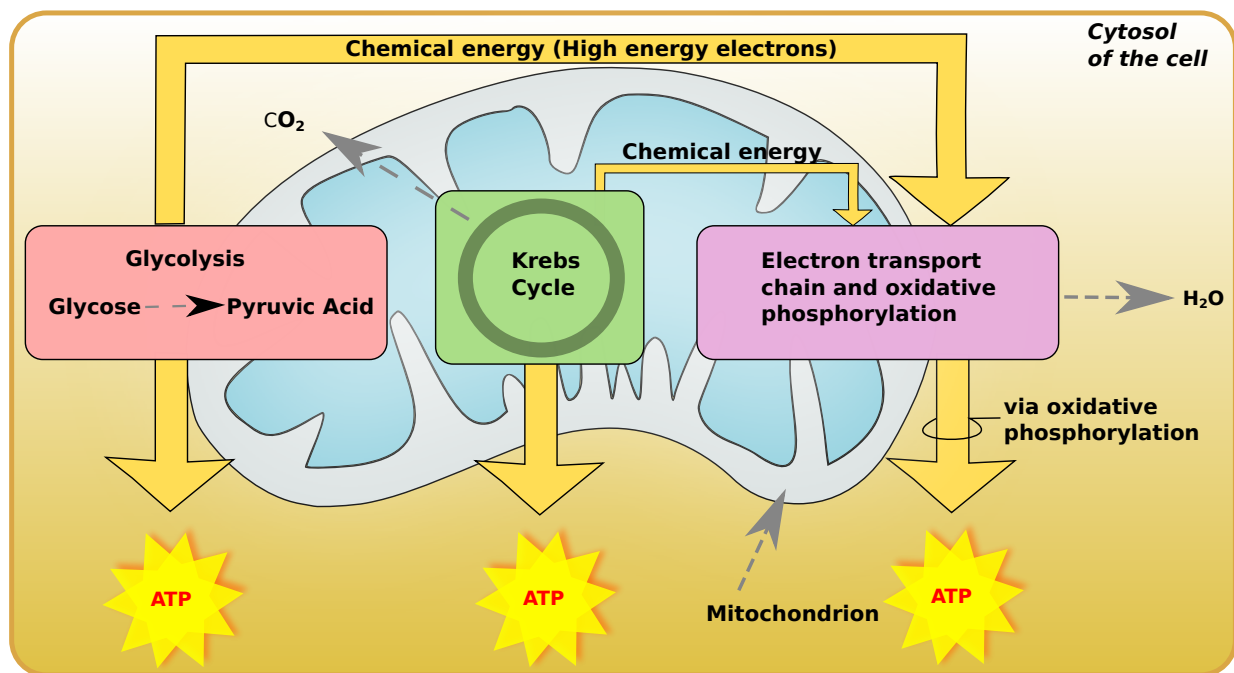 Cytosol
of the cell
Chemical energy (High energy electrons)
CO₂
Chemical energy
Glycolysis
Glycose
Pyruvic Acid
Krebs
Cycle
Electron transport
chain and oxidative
phosphorylation
H₂O
via oxidative
phosphorylation
ATP
ATP
ATP
Mitochondrion